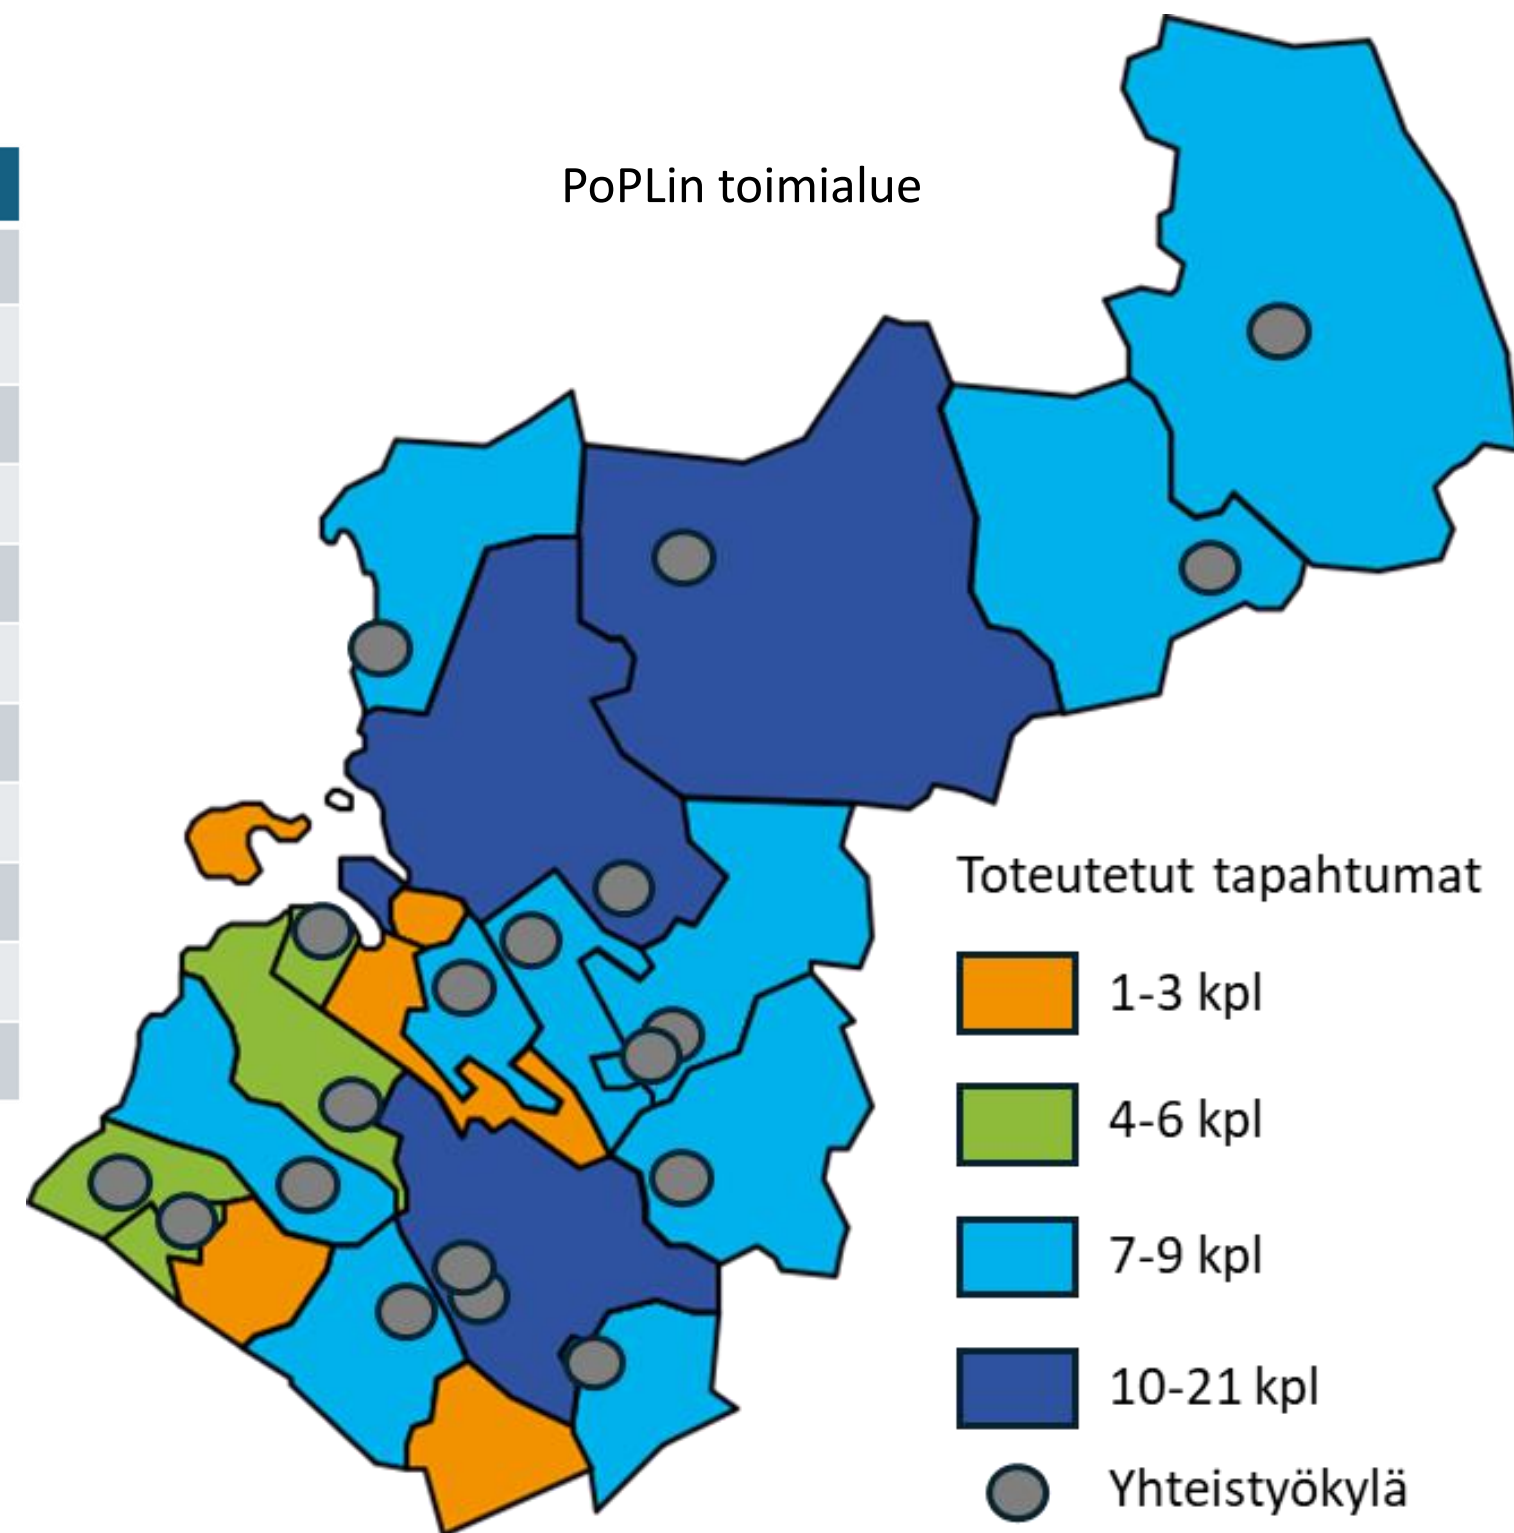 PoPLin toimialue
Toteutetut tapahtumat
1-3 kpl
4-6 kpl
7-9 kpl
10-21 kpl
Yhteistyökylä